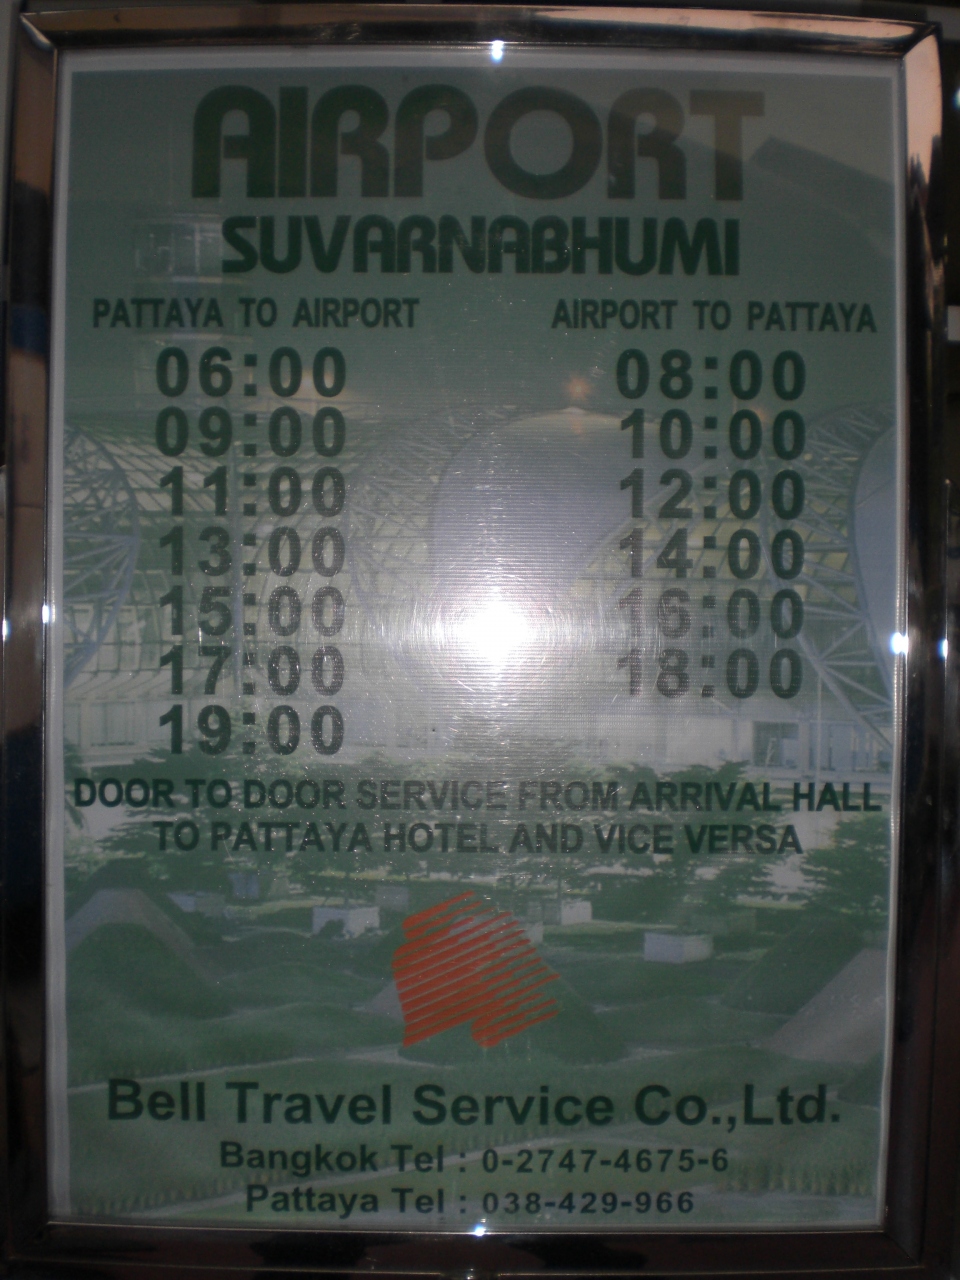 AIRPORT
SUVARNABHUMI
PATTAYA TO AIRPORT AIRPORT TO PATTAYA
06:00 08:00
09:00 10:00
11:00 12:00
13:00 14:00
15:00 16:00
17:00 18:00
19:00
DOOR TO DOOR SERVICE FROM ARRIVAL HALL
TO PATTAYA HOTEL AND VICE VERSA
Bell Travel Service Co.,Ltd.
Bangkok Tel : 0-2747-4675-6
Pattaya Tel : 038-429-966